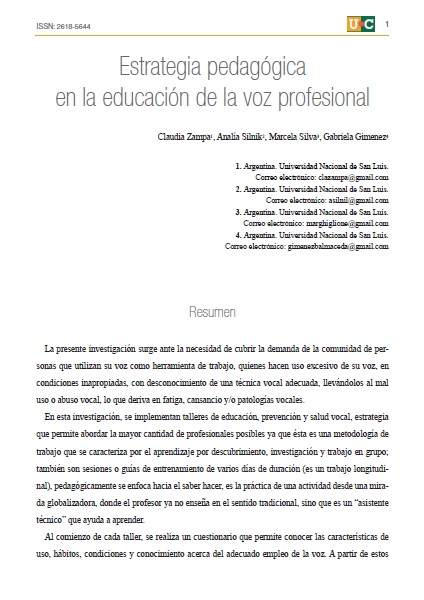 ISSN: 2618-5644
U C
1
Estrategia pedagógica
en la educación de la voz profesional
Claudia Zampa¹, Analía Silnik², Marcela Silva³, Gabriela Gimenez⁴
1. Argentina. Universidad Nacional de San Luis.
Correo electrónico: clazampa@gmail.com
2. Argentina. Universidad Nacional de San Luis.
Correo electrónico: asilnil@gmail.com
3. Argentina. Universidad Nacional de San Luis.
Correo electrónico: marghiglione@gmail.com
4. Argentina. Universidad Nacional de San Luis.
Correo electrónico: gimenezbalmaceda@gmail.com
Resumen
La presente investigación surge ante la necesidad de cubrir la demanda de la comunidad de per-
sonas que utilizan su voz como herramienta de trabajo, quienes hacen uso excesivo de su voz, en
condiciones inapropiadas, con desconocimiento de una técnica vocal adecuada, llevándolos al mal
uso o abuso vocal, lo que deriva en fatiga, cansancio y/o patologías vocales.
En esta investigación, se implementan talleres de educación, prevención y salud vocal, estrategia
que permite abordar la mayor cantidad de profesionales posibles ya que ésta es una metodología de
trabajo que se caracteriza por el aprendizaje por descubrimiento, investigación y trabajo en grupo;
también son sesiones o guías de entrenamiento de varios días de duración (es un trabajo longitudi-
nal), pedagógicamente se enfoca hacia el saber hacer, es la práctica de una actividad desde una mira-
da globalizadora, donde el profesor ya no enseña en el sentido tradicional, sino que es un “asistente
técnico” que ayuda a aprender.
Al comienzo de cada taller, se realiza un cuestionario que permite conocer las características de
uso, hábitos, condiciones y conocimiento acerca del adecuado empleo de la voz. A partir de estos